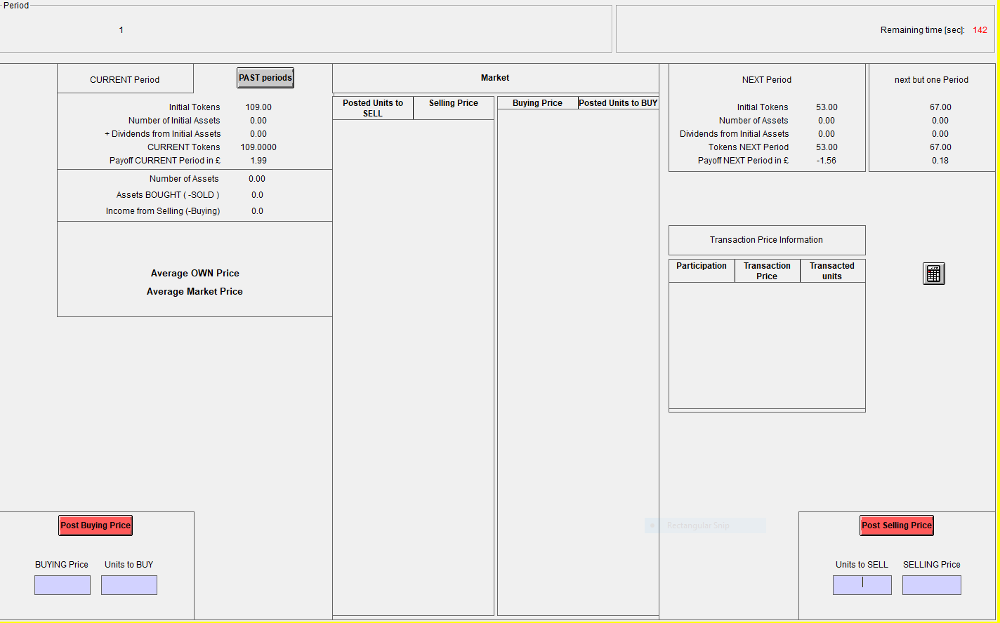 Period
1
Remaining time [sec]: 142
CURRENT Period
PAST periods
Initial Tokens 109.00
Number of Initial Assets 0.00
+ Dividends from Initial Assets 0.00
CURRENT Tokens 109.0000
Payoff CURRENT Period in £ 1.99
Number of Assets 0.00
Assets BOUGHT ( -SOLD ) 0.0
Income from Selling (-Buying) 0.0
Average OWN Price
Average Market Price
Market
Posted Units to
SELL
Selling Price
Buying Price
Posted Units to BUY
NEXT Period
Initial Tokens 53.00
Number of Assets 0.00
Dividends from Initial Assets 0.00
Tokens NEXT Period 53.00
Payoff NEXT Period in £ -1.56
next but one Period
67.00
0.00
0.00
67.00
0.18
Transaction Price Information
Participation
Transaction
Price
Transacted
units
Rectangular Snip
Post Buying Price
BUYING Price Units to BUY
Post Selling Price
Units to SELL SELLING Price